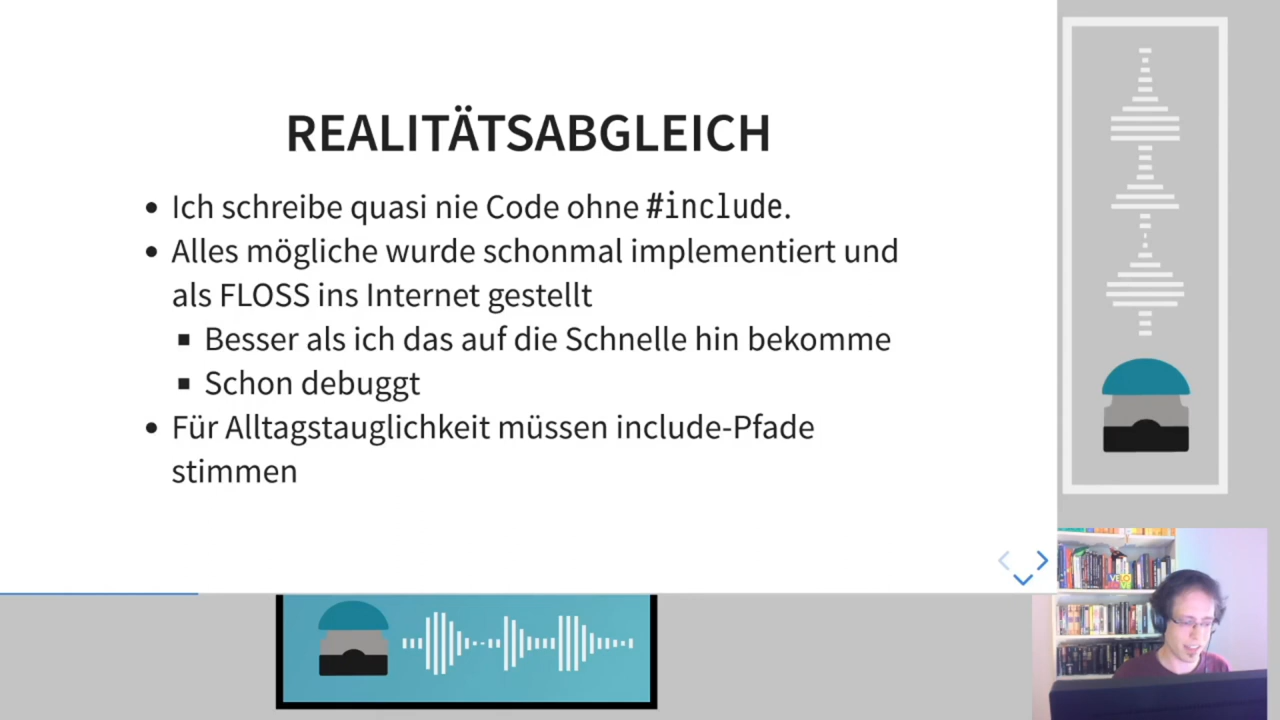 REALITÄTSABGLEICH
• Ich schreibe quasi nie Code ohne #include.
• Alles mögliche wurde schonmal implementiert und
als FLOSS ins Internet gestellt
▪ Besser als ich das auf die Schnelle hin bekomme
▪ Schon debuggt
• Für Alltagstauglichkeit müssen include-Pfade
stimmen
VELO